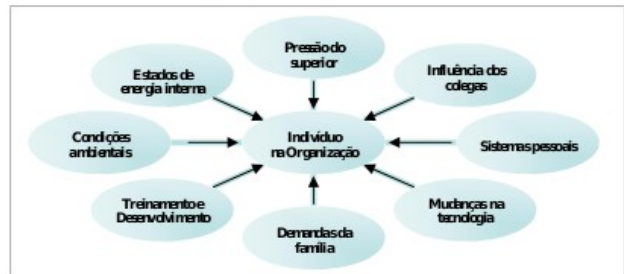 Pressão do
superior
Estados de
energia interna
Influência dos
colegas
Condições
ambientais
Indivíduo
na Organização
Sistemas pessoais
Treinamento e
Desenvolvimento
Mudanças na
tecnologia
Demandas da
família